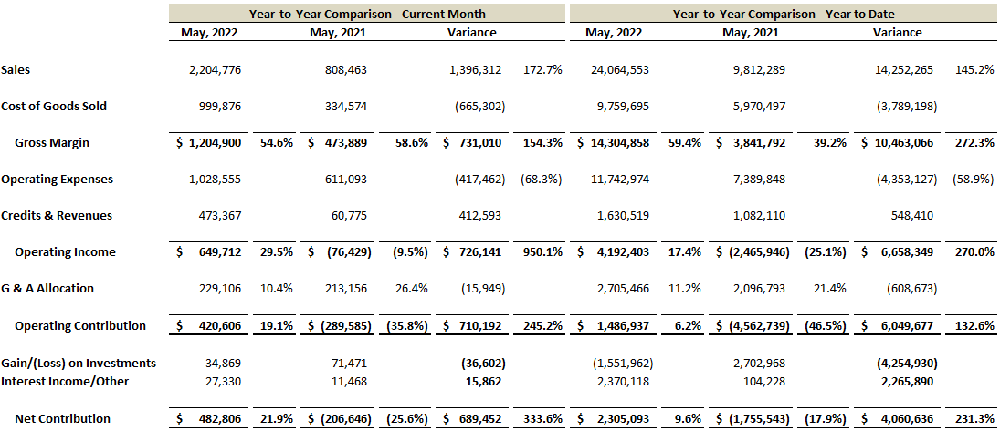 Year-to-Year Comparison - Current Month Year-to-Year Comparison - Year to Date
May, 2022 May, 2021 Variance May, 2022 May, 2021 Variance
Sales 2,204,776 808,463 1,396,312 172.7% 24,064,553 9,812,289 14,252,265 145.2%
Cost of Goods Sold 999,876 334,574 (665,302) 9,759,695 5,970,497 (3,789,198)
Gross Margin $ 1,204,900 54.6% $ 473,889 58.6% $ 731,010 154.3% $ 14,304,858 59.4% $ 3,841,792 39.2% $ 10,463,066 272.3%
Operating Expenses 1,028,555 611,093 (417,462) (68.3%) 11,742,974 7,389,848 (4,353,127) (58.9%)
Credits & Revenues 473,367 60,775 412,593 1,630,519 1,082,110 548,410
Operating Income $ 649,712 29.5% $ (76,429) (9.5%) $ 726,141 950.1% $ 4,192,403 17.4% $ (2,465,946) (25.1%) $ 6,658,349 270.0%
G & A Allocation 229,106 10.4% 213,156 26.4% (15,949) 2,705,466 11.2% 2,096,793 21.4% (608,673)
Operating Contribution $ 420,606 19.1% $ (289,585) (35.8%) $ 710,192 245.2% $ 1,486,937 6.2% $ (4,562,739) (46.5%) $ 6,049,677 132.6%
Gain/(Loss) on Investments 34,869 71,471 (36,602) (1,551,962) 2,702,968 (4,254,930)
Interest Income/Other 27,330 11,468 15,862 2,370,118 104,228 2,265,890
Net Contribution $ 482,806 21.9% $ (206,646) (25.6%) $ 689,452 333.6% $ 2,305,093 9.6% $ (1,755,543) (17.9%) $ 4,060,636 231.3%